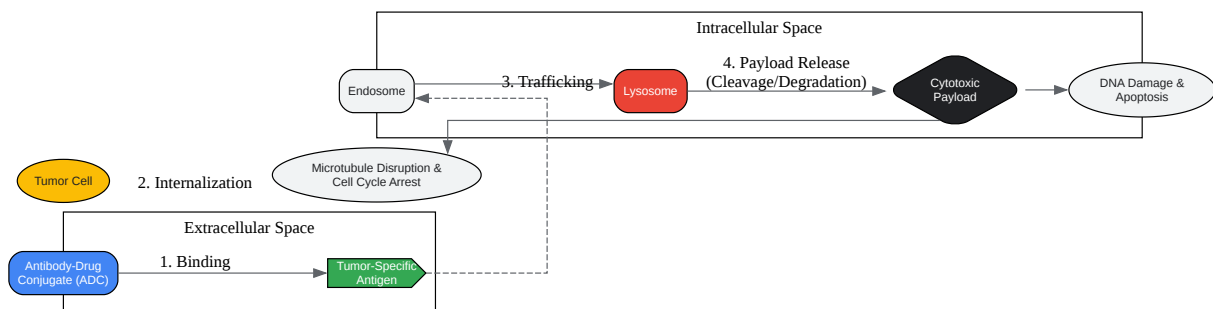 Intracellular Space
Endosome
3. Trafficking
Lysosome
4. Payload Release
(Cleavage/Degradation)
Cytotoxic
Payload
DNA Damage &
Apoptosis
Microtubule Disruption &
Cell Cycle Arrest
Tumor Cell
2. Internalization
Extracellular Space
Antibody-Drug
Conjugate (ADC)
1. Binding
Tumor-Specific
Antigen